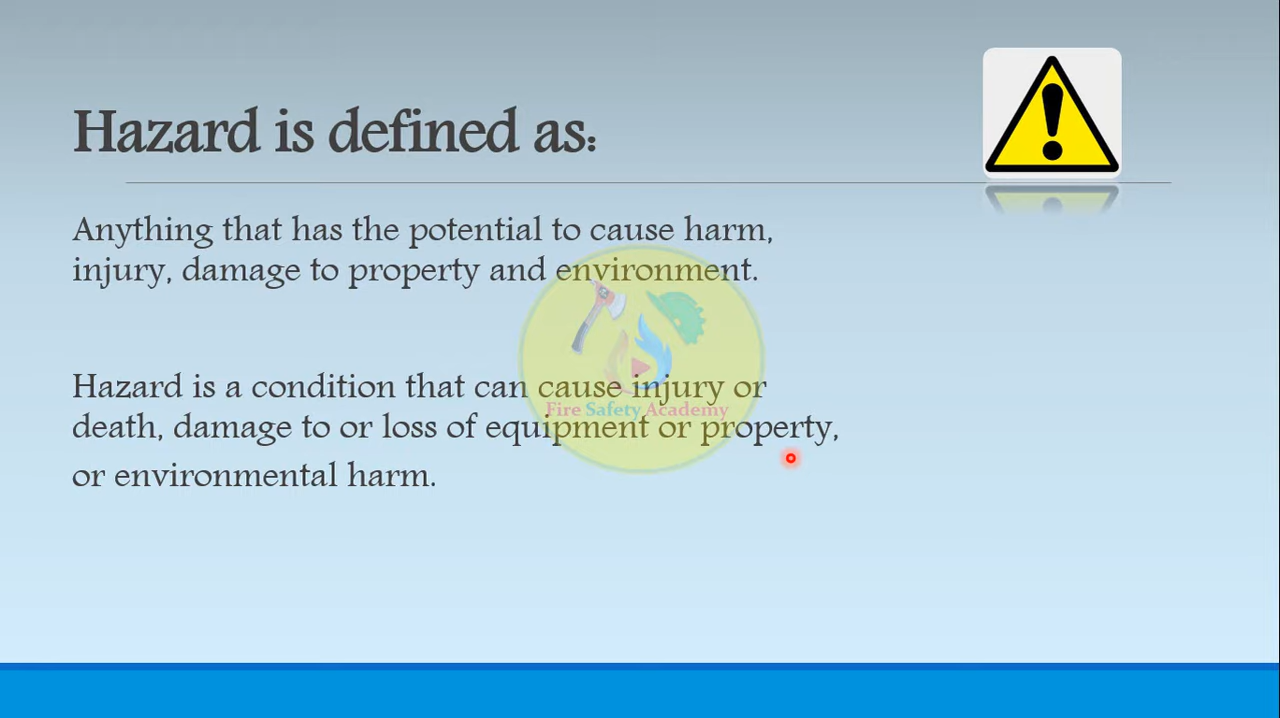 Hazard is defined as:
Anything that has the potential to cause harm,
injury, damage to property and environment.
Hazard is a condition that can cause injury or
Fire Safety Academy
death, damage to or loss of equipment or property,
or environmental harm.